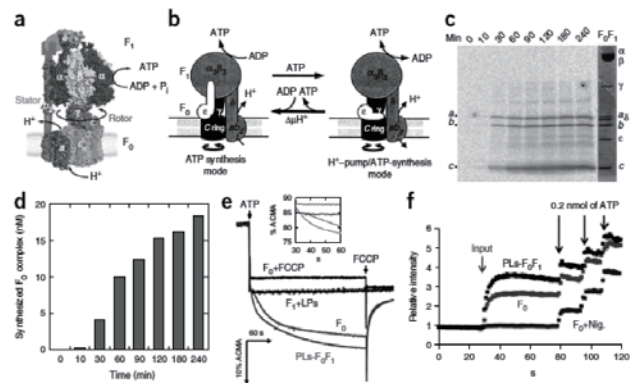 a
F₁
ATP
ADD + Pᵢ
α
β
α
Stator
Rotor
H⁺
F₀
H⁺
b
ATP
ADP
F₁
α₃β₃
F₀
ε
γ
δ
H⁺
C ring
ab₂
ATP synthesis
mode
ATP
ADP ATP
ΔμH⁺
ATP
ADP
α₃β₃
H⁺
ε
C ring
H⁺–pump/ATP-synthesis
mode
c
Min 0 10 30 60 90 120 180 240 F₀F₁
α
β
γ
a
δ
b
ε
c
a
b
c
d
Synthesized F₀ complex (nM)
20
15
10
5
0
0 10 30 60 90 120 180 240
Time (min)
e
ATP
% ACMA
90
85
80
75
30 40 50 60
s
FCCP
F₀+FCCP
F₁+LPs
F₀
PLs-F₀F₁
60 s
10% ACMA
f
0.2 nmol of ATP
Input
PLs-F₀F₁
F₀
F₀+Nig.
Relative intensity
7
6
5
4
3
2
1
0
0 20 40 60 80 100 120
s